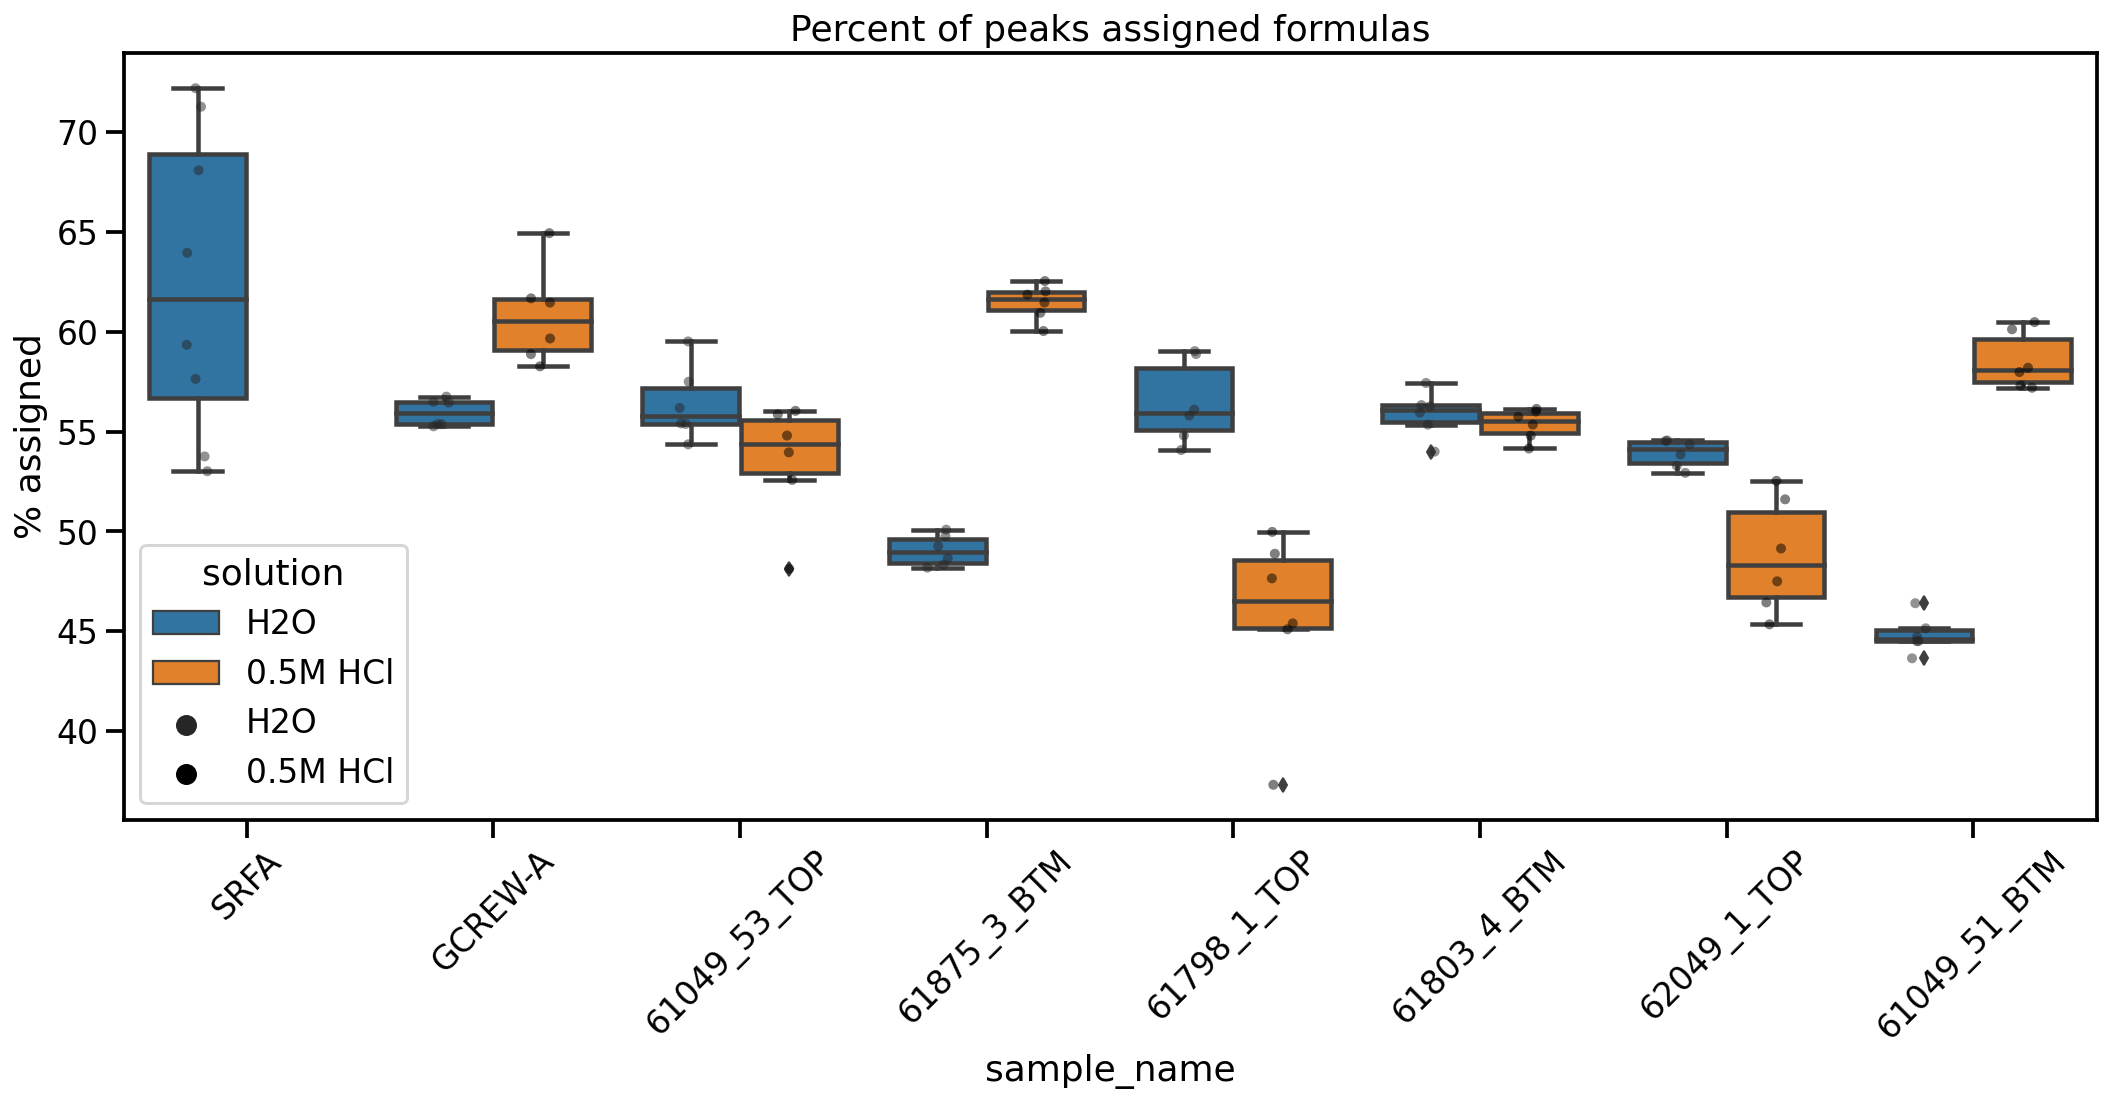 Percent of peaks assigned formulas
% assigned
70
65
60
55
50
45
40
solution
H2O
0.5M HCl
H2O
0.5M HCl
SRFA
GCREW-A
61049_53_TOP
61875_3_BTM
61798_1_TOP
61803_4_BTM
62049_1_TOP
61049_51_BTM
sample_name